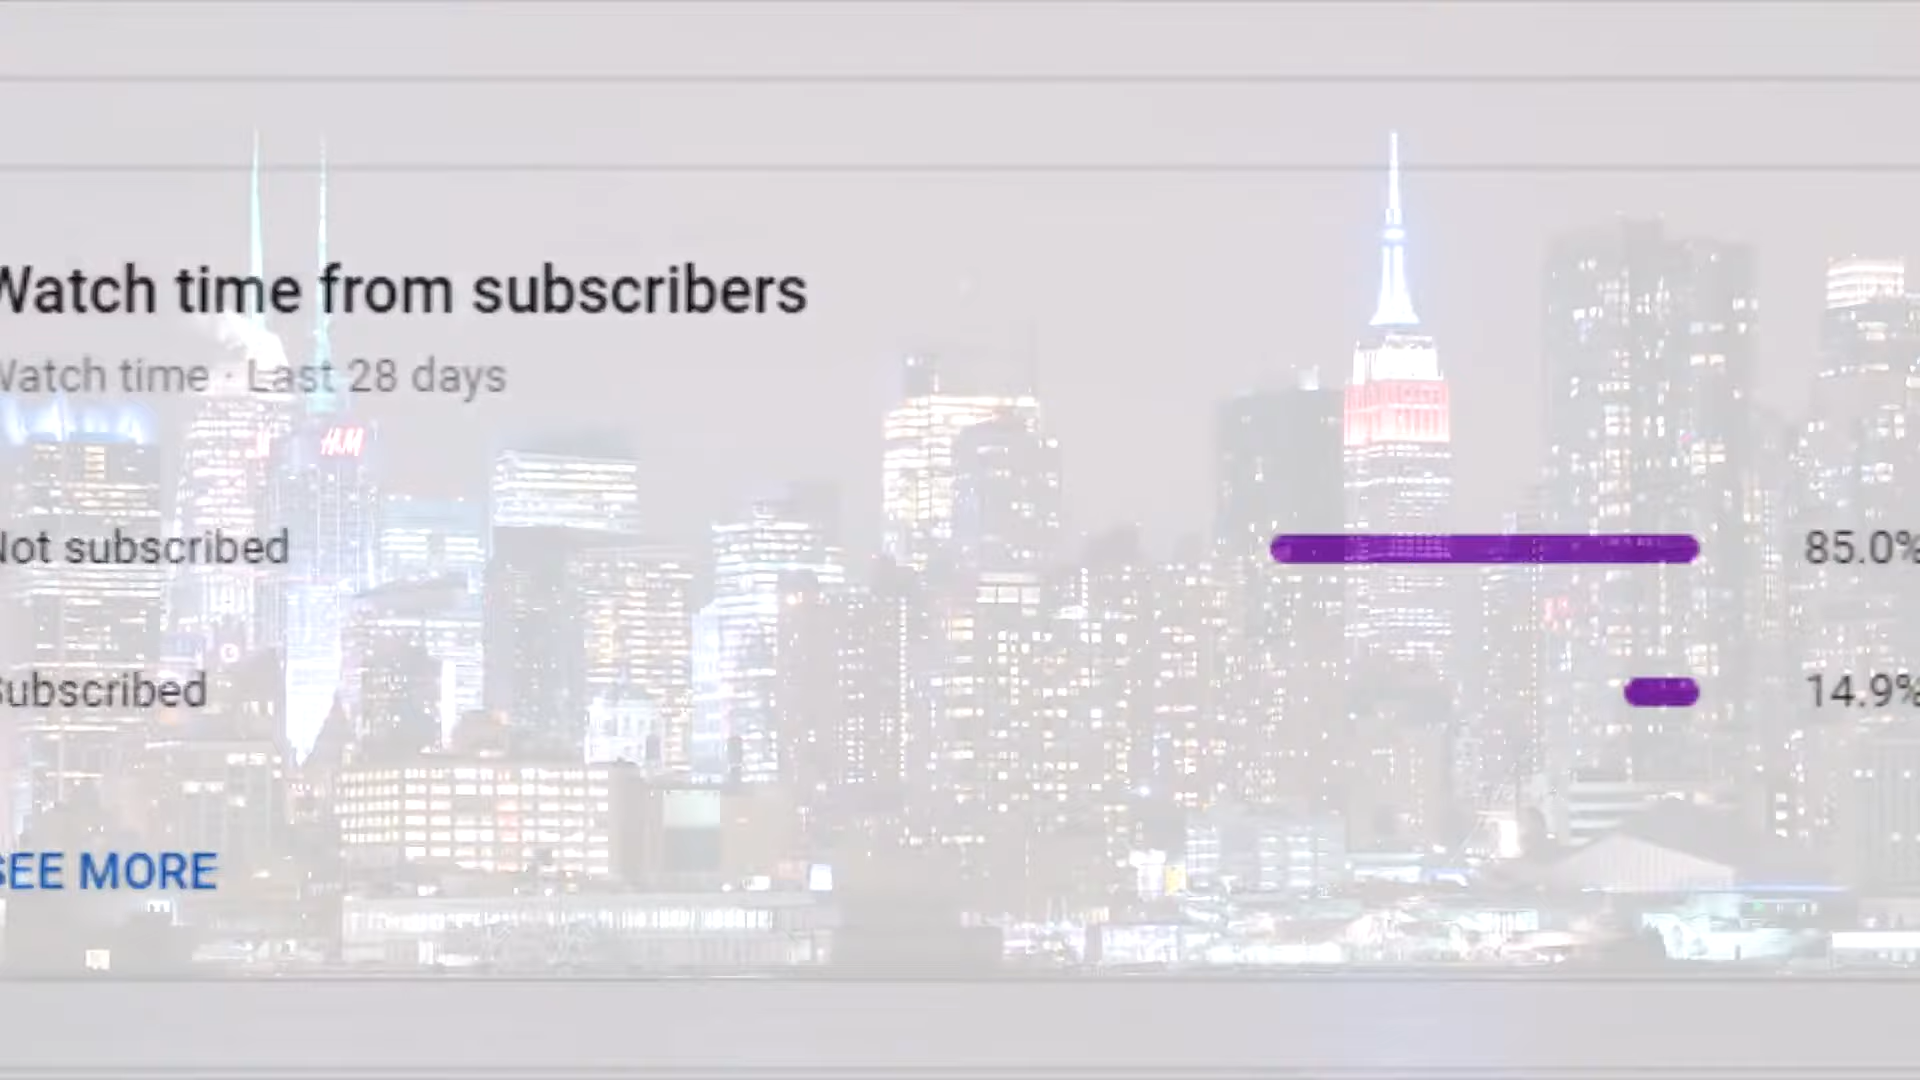 Watch time from subscribers
Watch time · Last 28 days
Not subscribed
85.0%
Subscribed
14.9%
SEE MORE
H&M